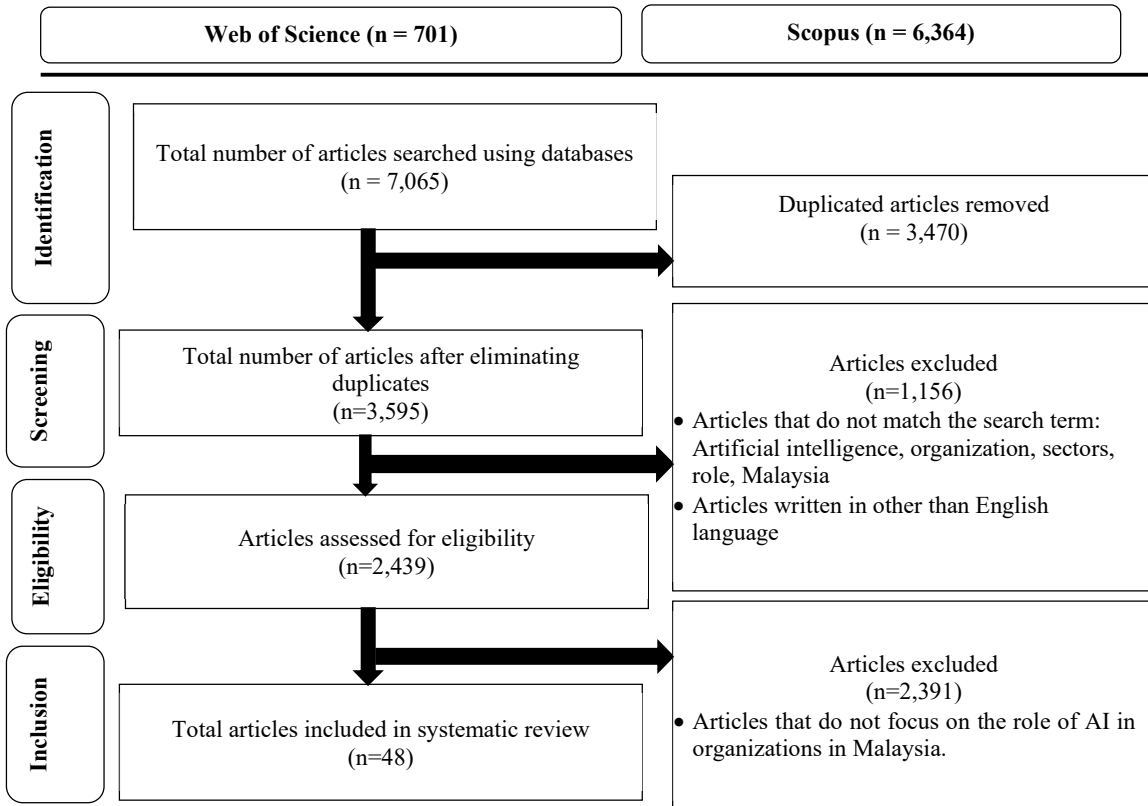 Web of Science (n = 701)
Scopus (n = 6,364)
Identification
Total number of articles searched using databases
(n = 7,065)
Duplicated articles removed
(n = 3,470)
Screening
Total number of articles after eliminating
duplicates
(n=3,595)
Articles excluded
(n=1,156)
• Articles that do not match the search term:
Artificial intelligence, organization, sectors,
role, Malaysia
• Articles written in other than English
language
Eligibility
Articles assessed for eligibility
(n=2,439)
Inclusion
Total articles included in systematic review
(n=48)
Articles excluded
(n=2,391)
• Articles that do not focus on the role of AI in
organizations in Malaysia.